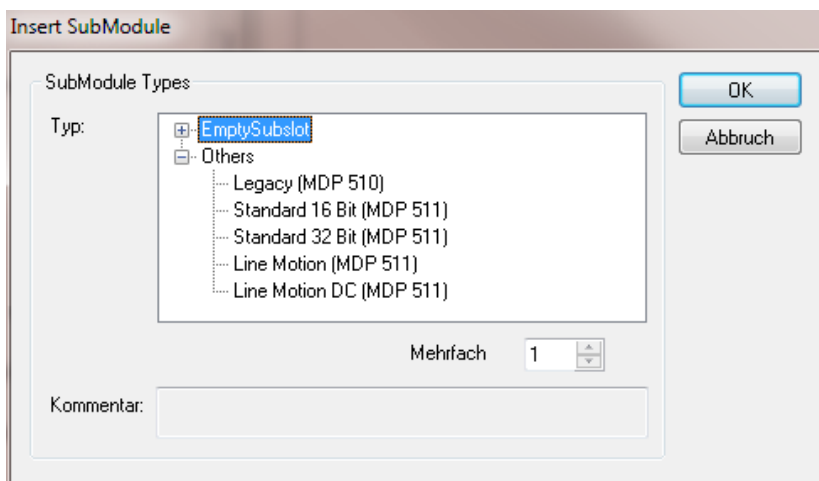 Insert SubModule
SubModule Types
OK
Typ:
EmptySubslot
Abbruch
Others
Legacy (MDP 510)
Standard 16 Bit (MDP 511)
Standard 32 Bit (MDP 511)
Line Motion (MDP 511)
Line Motion DC (MDP 511)
Mehrfach 1
Kommentar: